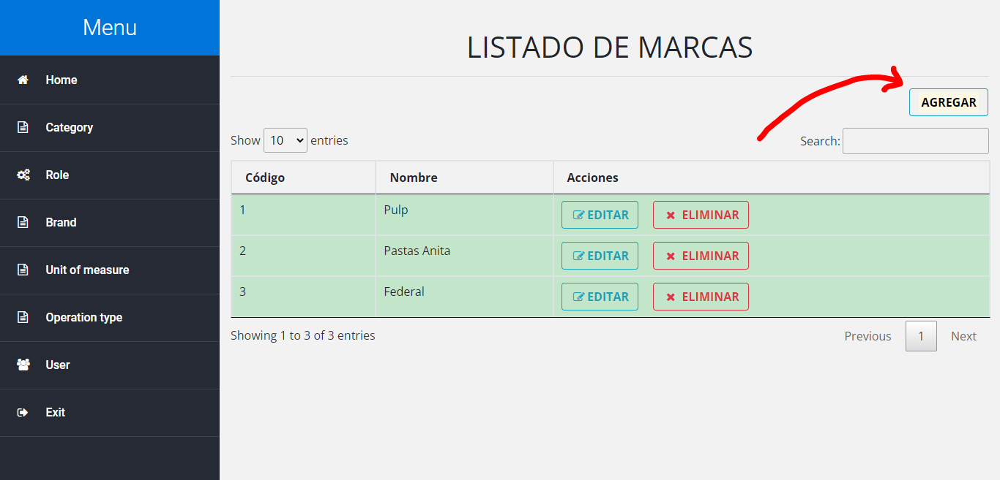 Menu
Home
Category
Role
Brand
Unit of measure
Operation type
User
Exit
LISTADO DE MARCAS
AGREGAR
Show 10 entries
Search:
Código Nombre Acciones
1 Pulp EDITAR ELIMINAR
2 Pastas Anita EDITAR ELIMINAR
3 Federal EDITAR ELIMINAR
Showing 1 to 3 of 3 entries
Previous 1 Next